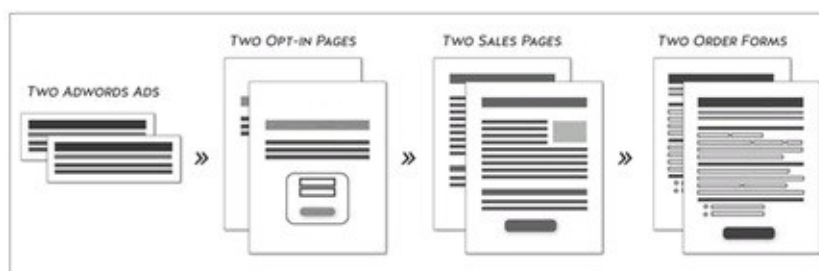 Two Adwords Ads
Two Opt-in Pages
Two Sales Pages
Two Order Forms